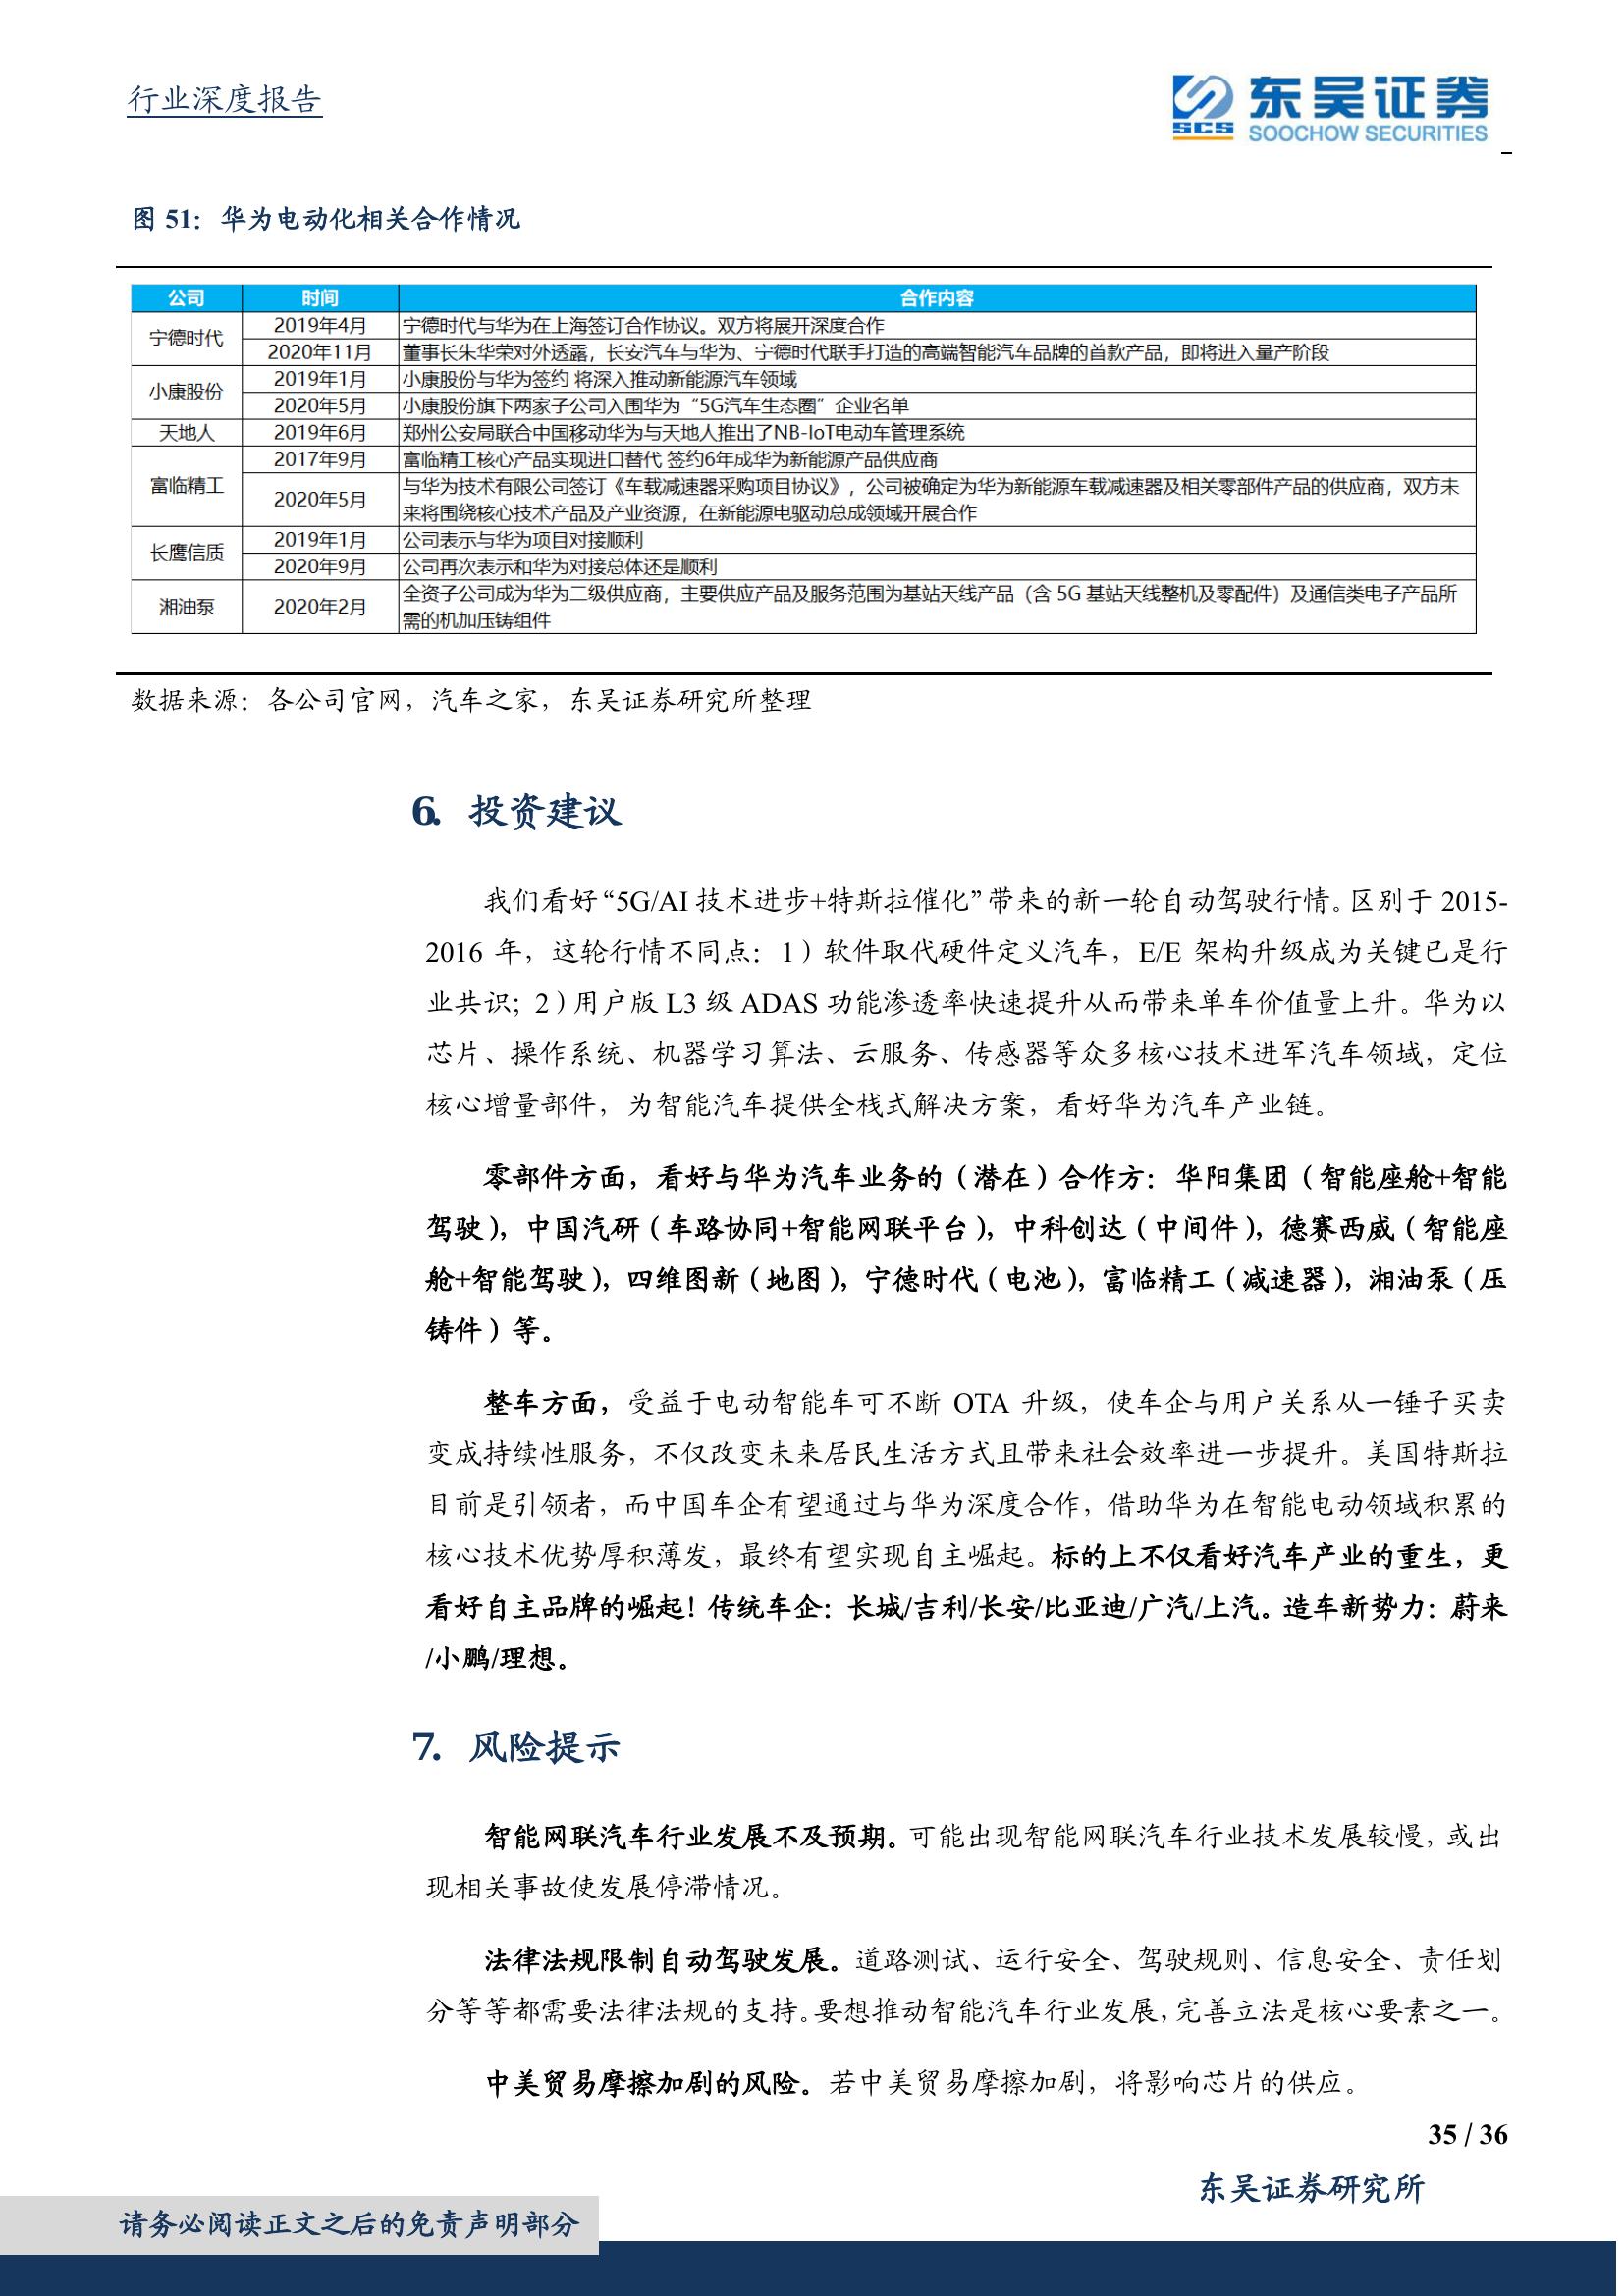 行业深度报告
SCS 东吴证券
SOOCHOW SECURITIES
图 51：华为电动化相关合作情况
公司 时间 合作内容
宁德时代 2019年4月 宁德时代与华为在上海签订合作协议。双方将展开深度合作
2020年11月 董事长朱华荣对外透露，长安汽车与华为、宁德时代联手打造的高端智能汽车品牌的首款产品，即将进入量产阶段
小康股份 2019年1月 小康股份与华为签约 将深入推动新能源汽车领域
2020年5月 小康股份旗下两家子公司入围华为“5G汽车生态圈”企业名单
天地人 2019年6月 郑州公安局联合中国移动华为与天地人推出了NB-IoT电动车管理系统
富临精工 2017年9月 富临精工核心产品实现进口替代 签约6年成华为新能源产品供应商
2020年5月 与华为技术有限公司签订《车载减速器采购项目协议》，公司被确定为华为新能源车载减速器及相关零部件产品的供应商，双方未
来将围绕核心技术产品及产业资源，在新能源电驱动总成领域开展合作
长鹰信质 2019年1月 公司表示与华为项目对接顺利
2020年9月 公司再次表示和华为对接总体还是顺利
湘油泵 2020年2月 全资子公司成为华为二级供应商，主要供应产品及服务范围为基站天线产品（含 5G 基站天线整机及零配件）及通信类电子产品所
需的机加压铸组件
数据来源：各公司官网，汽车之家，东吴证券研究所整理
6. 投资建议
我们看好“5G/AI 技术进步+特斯拉催化”带来的新一轮自动驾驶行情。区别于 2015-
2016 年，这轮行情不同点：1）软件取代硬件定义汽车，E/E 架构升级成为关键已是行
业共识；2）用户版 L3 级 ADAS 功能渗透率快速提升从而带来单车价值量上升。华为以
芯片、操作系统、机器学习算法、云服务、传感器等众多核心技术进军汽车领域，定位
核心增量部件，为智能汽车提供全栈式解决方案，看好华为汽车产业链。
零部件方面，看好与华为汽车业务的（潜在）合作方：华阳集团（智能座舱+智能
驾驶），中国汽研（车路协同+智能网联平台），中科创达（中间件），德赛西威（智能座
舱+智能驾驶），四维图新（地图），宁德时代（电池），富临精工（减速器），湘油泵（压
铸件）等。
整车方面，受益于电动智能车可不断 OTA 升级，使车企与用户关系从一锤子买卖
变成持续性服务，不仅改变未来居民生活方式且带来社会效率进一步提升。美国特斯拉
目前是引领者，而中国车企有望通过与华为深度合作，借助华为在智能电动领域积累的
核心技术优势厚积薄发，最终有望实现自主崛起。标的上不仅看好汽车产业的重生，更
看好自主品牌的崛起！传统车企：长城/吉利/长安/比亚迪/广汽/上汽。造车新势力：蔚来
/小鹏/理想。
7. 风险提示
智能网联汽车行业发展不及预期。可能出现智能网联汽车行业技术发展较慢，或出
现相关事故使发展停滞情况。
法律法规限制自动驾驶发展。道路测试、运行安全、驾驶规则、信息安全、责任划
分等等都需要法律法规的支持。要想推动智能汽车行业发展，完善立法是核心要素之一。
中美贸易摩擦加剧的风险。若中美贸易摩擦加剧，将影响芯片的供应。
35 / 36
东吴证券研究所
请务必阅读正文之后的免责声明部分